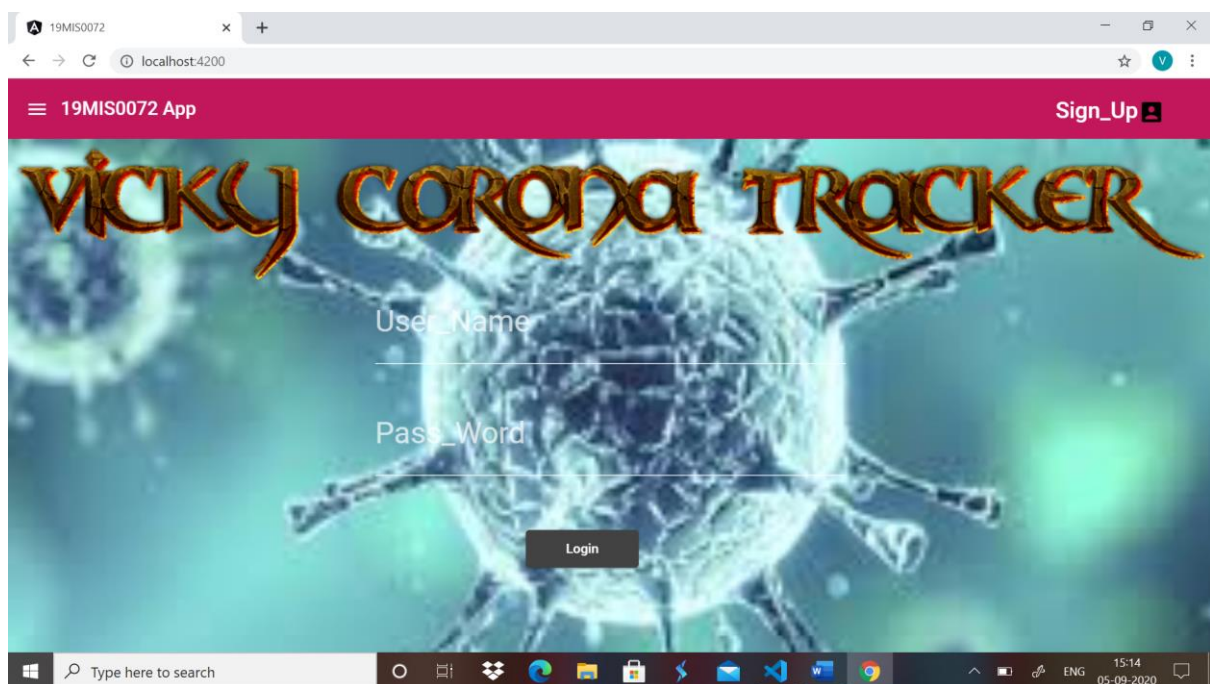 19MIS0072
localhost:4200
V
19MIS0072 App
Sign_Up
VICKY CORONA TRACKER
User_Name
Pass_Word
Login
Type here to search
W
ENG
15:14
05-09-2020